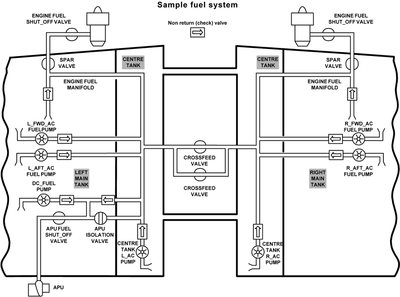 Sample fuel system
ENGINE FUEL
SHUT_OFF VALVE
Non return (check) valve
ENGINE FUEL
SHUT_OFF VALVE
SPAR
VALVE
CENTRE
TANK
CENTRE
TANK
SPAR
VALVE
ENGINE FUEL
MANIFOLD
ENGINE FUEL
MANIFOLD
L_FWD_AC
FUEL PUMP
R_FWD_AC
FUEL PUMP
L_AFT_AC
FUEL PUMP
CROSSFEED
VALVE
R_AFT_AC
FUEL PUMP
LEFT
MAIN
TANK
RIGHT
MAIN
TANK
DC_FUEL
PUMP
CROSSFEED
VALVE
APU FUEL
SHUT_OFF
VALVE
APU
ISOLATION
VALVE
CENTRE
TANK
L_AC
PUMP
CENTRE
TANK
R_AC
PUMP
APU